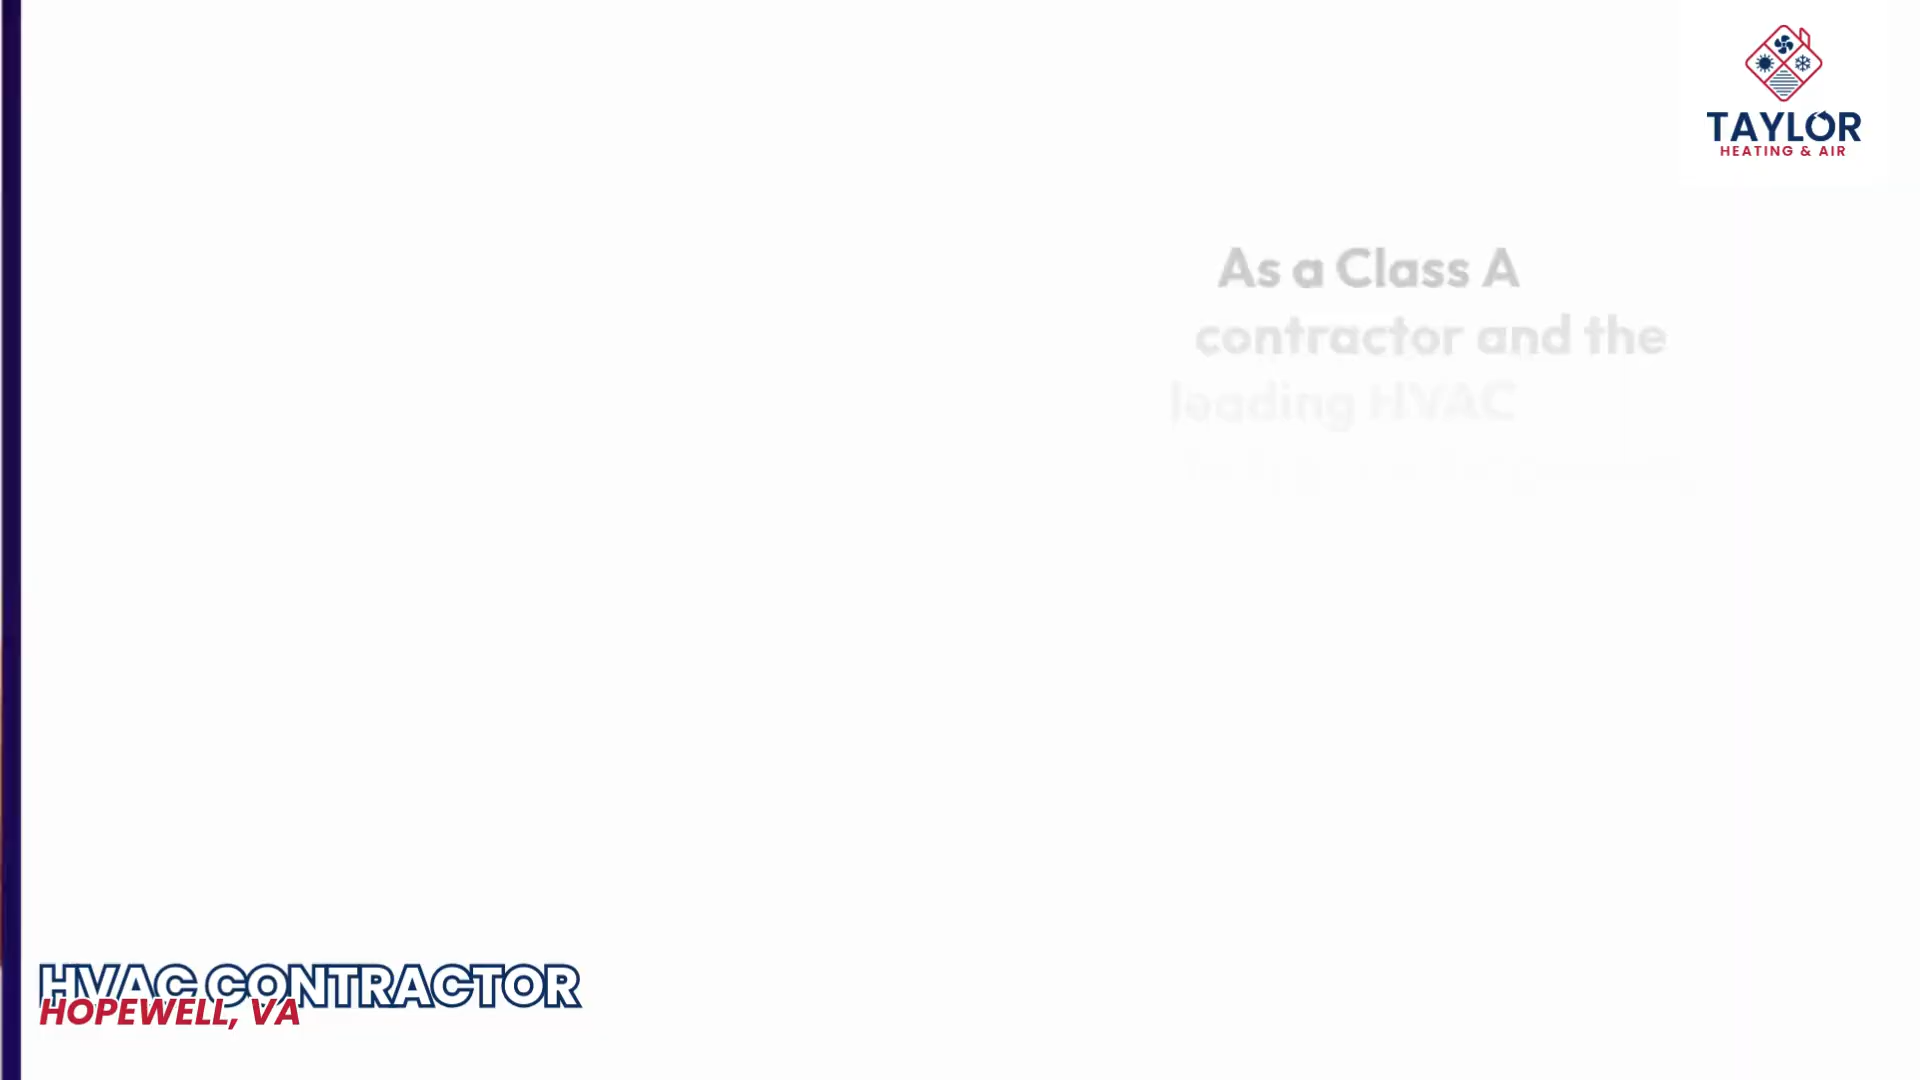 TAYLOR
HEATING & AIR
As a Class A
contractor and the
leading HVAC
HVAC CONTRACTOR
HOPEWELL, VA